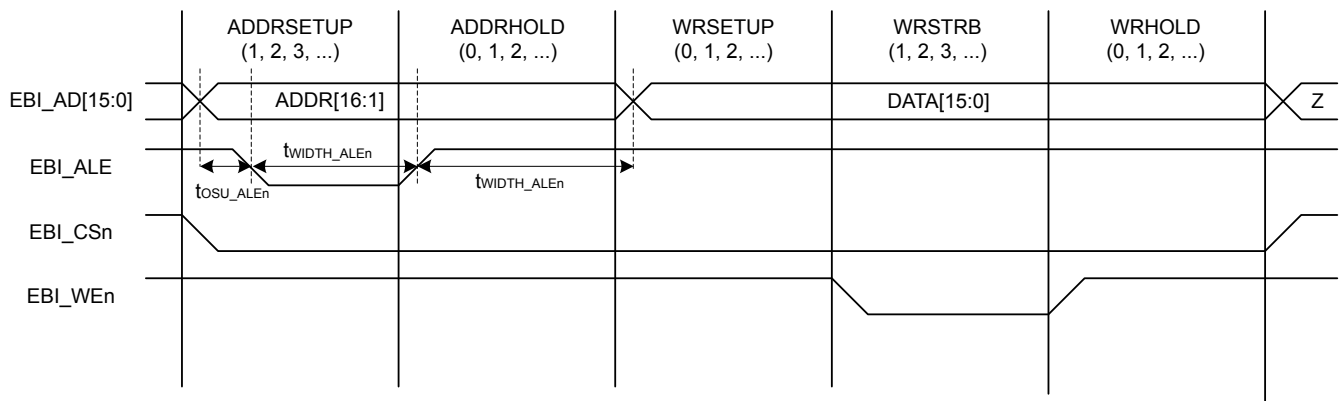 ADDRSETUP
(1, 2, 3, ...)
ADDRHOLD
(0, 1, 2, ...)
WRSETUP
(0, 1, 2, ...)
WRSTRB
(1, 2, 3, ...)
WRHOLD
(0, 1, 2, ...)
EBI_AD[15:0]
ADDR[16:1]
DATA[15:0]
Z
EBI_ALE
tWIDTH_ALEn
tWIDTH_ALEn
tOSU_ALEn
EBI_CSn
EBI_WEn